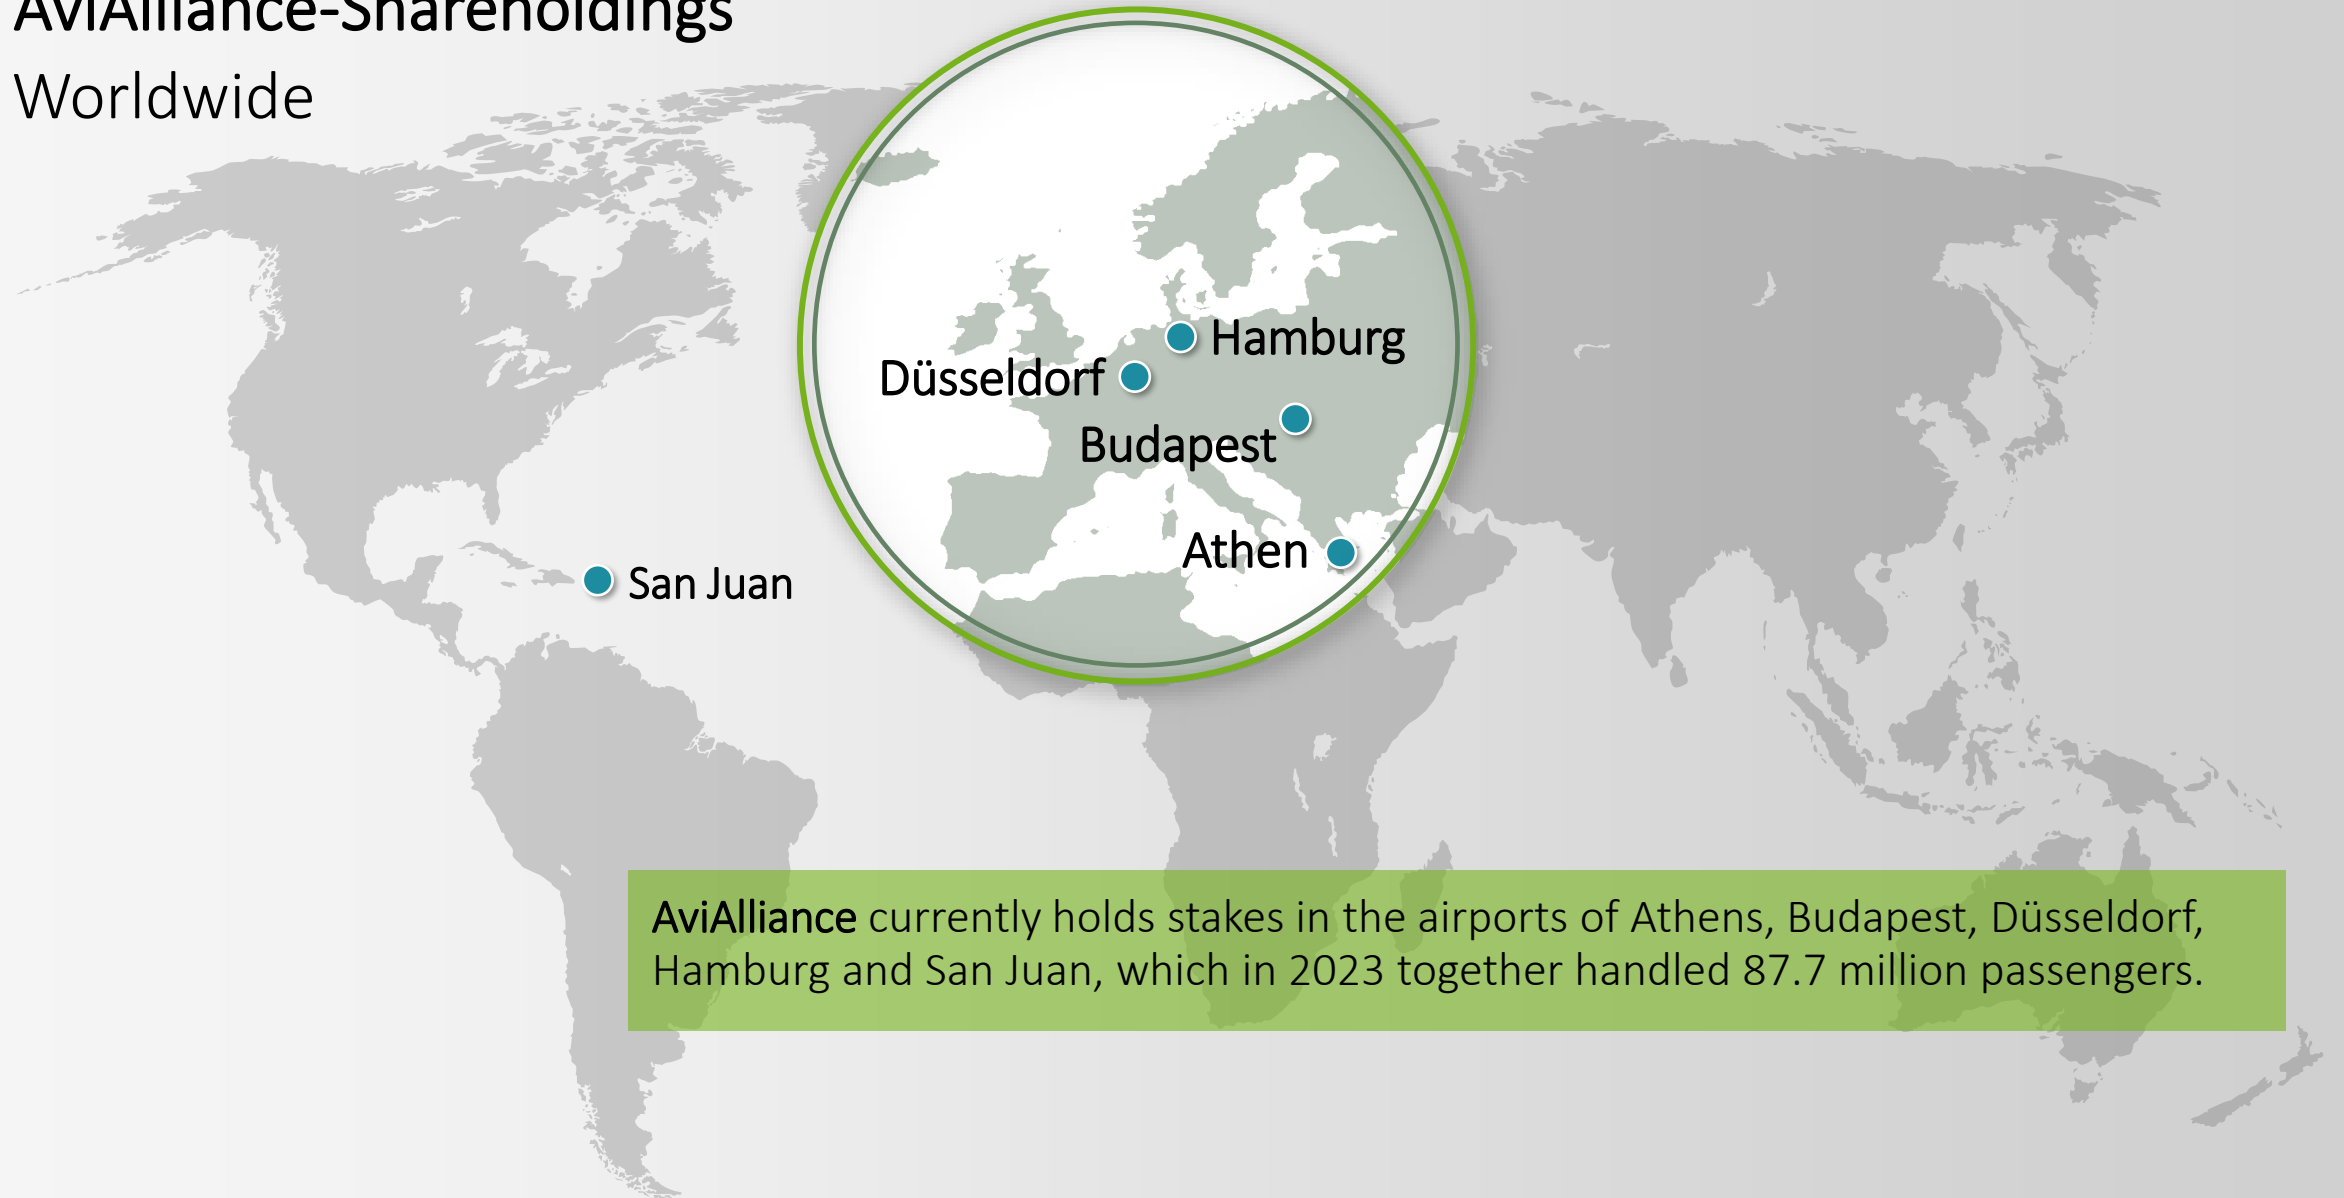 AviAlliance-Shareholdings
Worldwide
Hamburg
Düsseldorf
Budapest
Athen
San Juan
AviAlliance currently holds stakes in the airports of Athens, Budapest, Düsseldorf,
Hamburg and San Juan, which in 2023 together handled 87.7 million passengers.